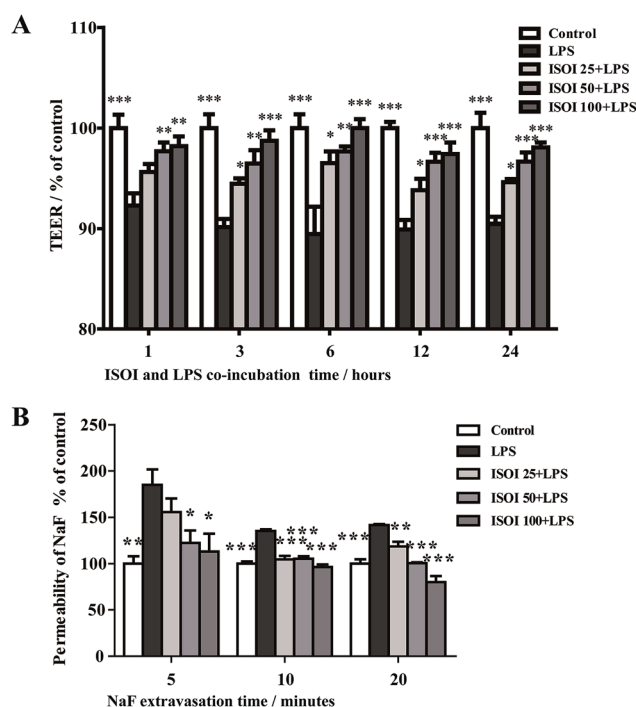 A
Control
LPS
ISOI 25+LPS
ISOI 50+LPS
ISOI 100+LPS
TEER / % of control
100
100
90
80
*** ** ** *** * ** *** *** * ** *** *** * *** *** *** * *** ***
1 3 6 12 24
ISOI and LPS co-incubation time / hours
B
Control
LPS
ISOI 25+LPS
ISOI 50+LPS
ISOI 100+LPS
Permeability of NaF % of control
250
200
150
100
50
0
** * * *** *** *** *** *** ** *** ***
5 10 20
NaF extravasation time / minutes